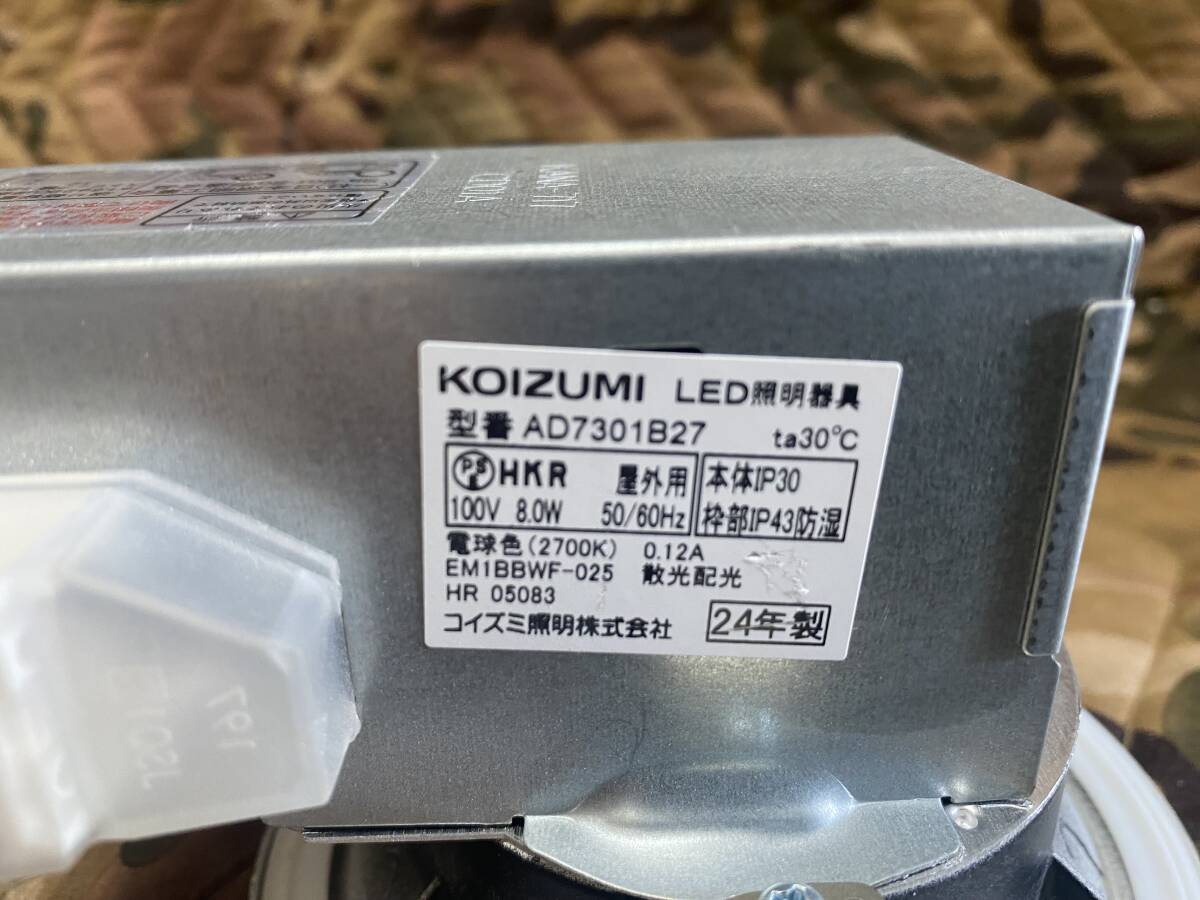 KOIZUMI LED照明器具
型番 AD7301B27 ta30℃
PS E HKR 屋外用 本体IP30
100V 8.0W 50/60Hz 枠部IP43防湿
電球色(2700K) 0.12A
EM1BBWF-025 散光配光
HR 05083
コイズミ照明株式会社 24年製